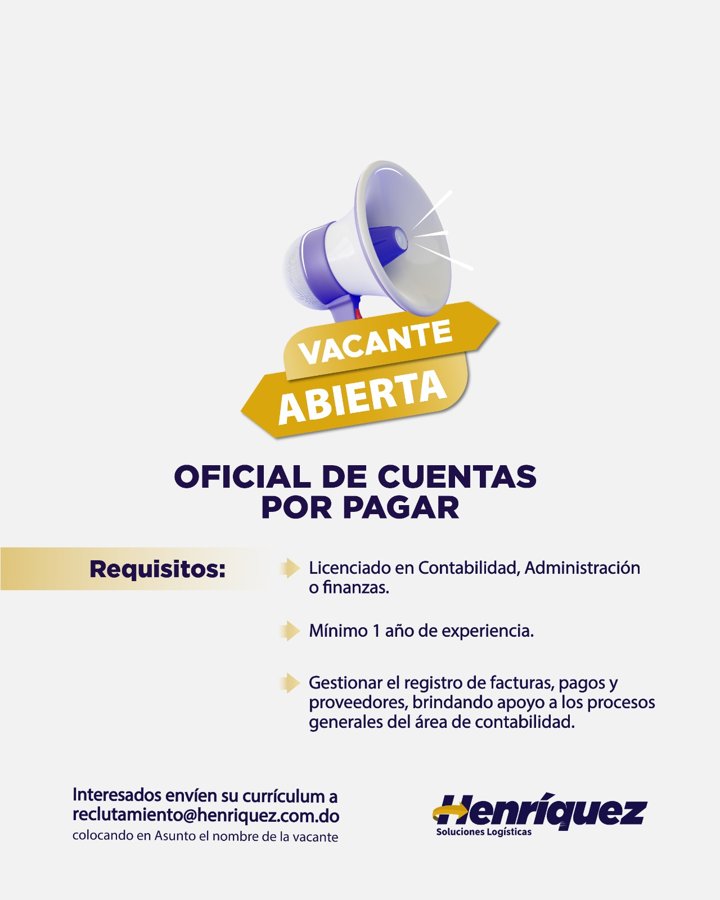 VACANTE
ABIERTA
OFICIAL DE CUENTAS
POR PAGAR
Requisitos:
Licenciado en Contabilidad, Administración
o finanzas.
Mínimo 1 año de experiencia.
Gestionar el registro de facturas, pagos y
proveedores, brindando apoyo a los procesos
generales del área de contabilidad.
Interesados envíen su currículum a
reclutamiento@henriquez.com.do
colocando en Asunto el nombre de la vacante
Henríquez
Soluciones Logísticas